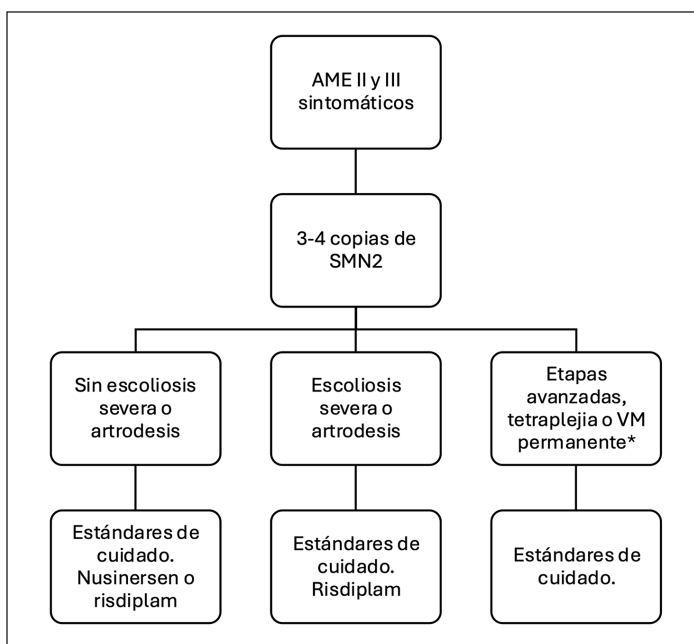 AME II y III
sintomáticos
3-4 copias de
SMN2
Sin escoliosis
severa o
artrodesis
Escoliosis
severa o
artrodesis
Etapas
avanzadas,
tetraplejia o VM
permanente*
Estándares de
cuidado.
Nusinersen o
risdiplam
Estándares de
cuidado.
Risdiplam
Estándares de
cuidado.